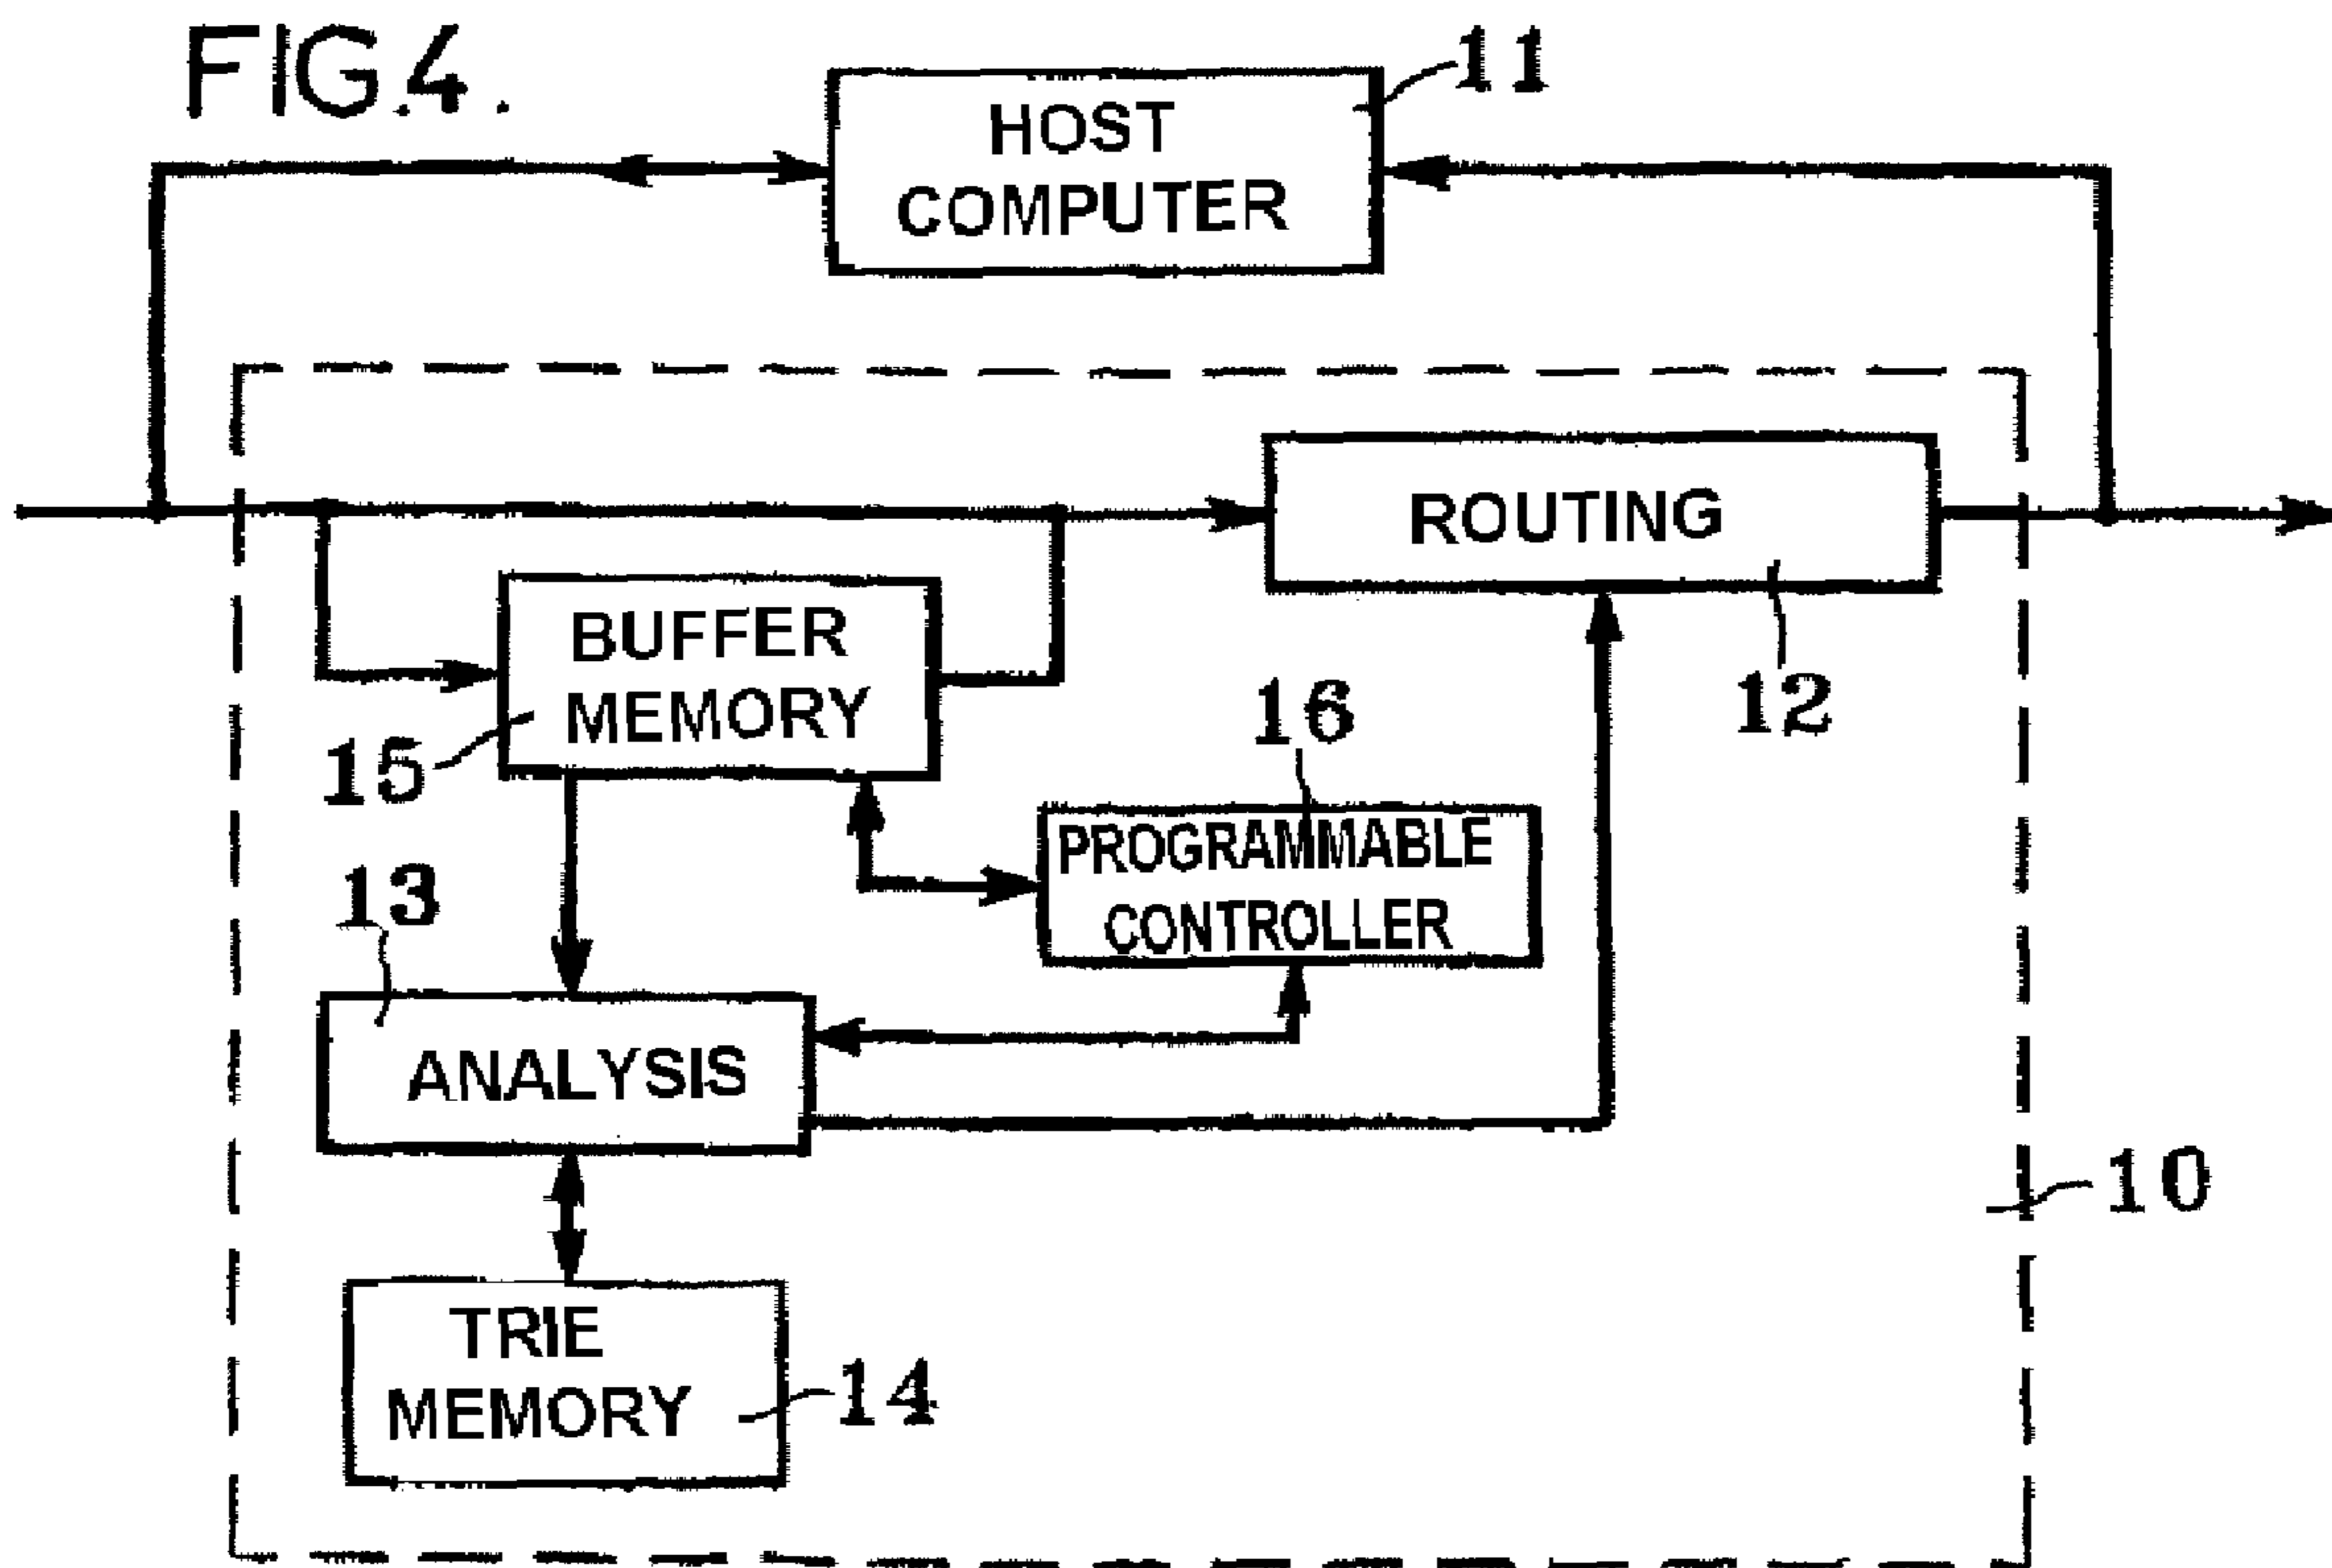 FIG.4.
11
HOST
COMPUTER
ROUTING
12
BUFFER
MEMORY
15
16
PROGRAMMABLE
CONTROLLER
13
ANALYSIS
10
TRIE
MEMORY
14